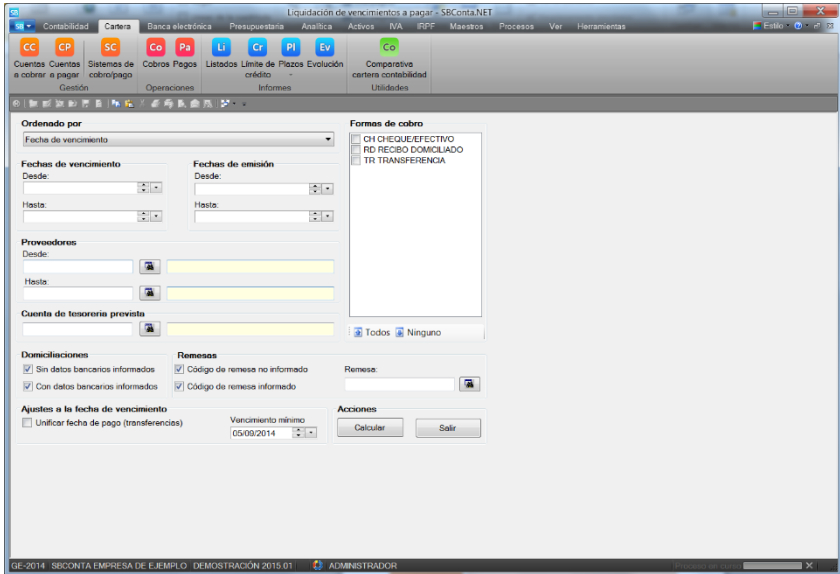 Liquidación de vencimientos a pagar - SBConta.NET
SB Contabilidad Cartera Banca electrónica Presupuestaria Analítica Activos IVA IRPF Maestros Procesos Ver Herramientas Estilo
CC CP SC Co Pa Li Cr Pl Ev Co
Cuentas Cuentas Sistemas de Cobros Pagos Listados Límite de Plazos Evolución Comparativa
a cobrar a pagar cobro/pago crédito - cartera contabilidad
Gestión Operaciones Informes Utilidades
Ordenado por
Fecha de vencimiento
Formas de cobro
CH CHEQUE/EFECTIVO
RD RECIBO DOMICILIADO
TR TRANSFERENCIA
Fechas de vencimiento Fechas de emisión
Desde: Desde:
Hasta: Hasta:
Proveedores
Desde:
Hasta:
Cuenta de tesorería prevista
Todos Ninguno
Domiciliaciones Remesas
Sin datos bancarios informados Código de remesa no informado Remesa:
Con datos bancarios informados Código de remesa informado
Ajustes a la fecha de vencimiento Acciones
Unificar fecha de pago (transferencias) Vencimiento mínimo
05/09/2014 Calcular Salir
GE-2014 SBCONTA EMPRESA DE EJEMPLO DEMOSTRACIÓN 2015.01 ADMINISTRADOR Proceso en curso